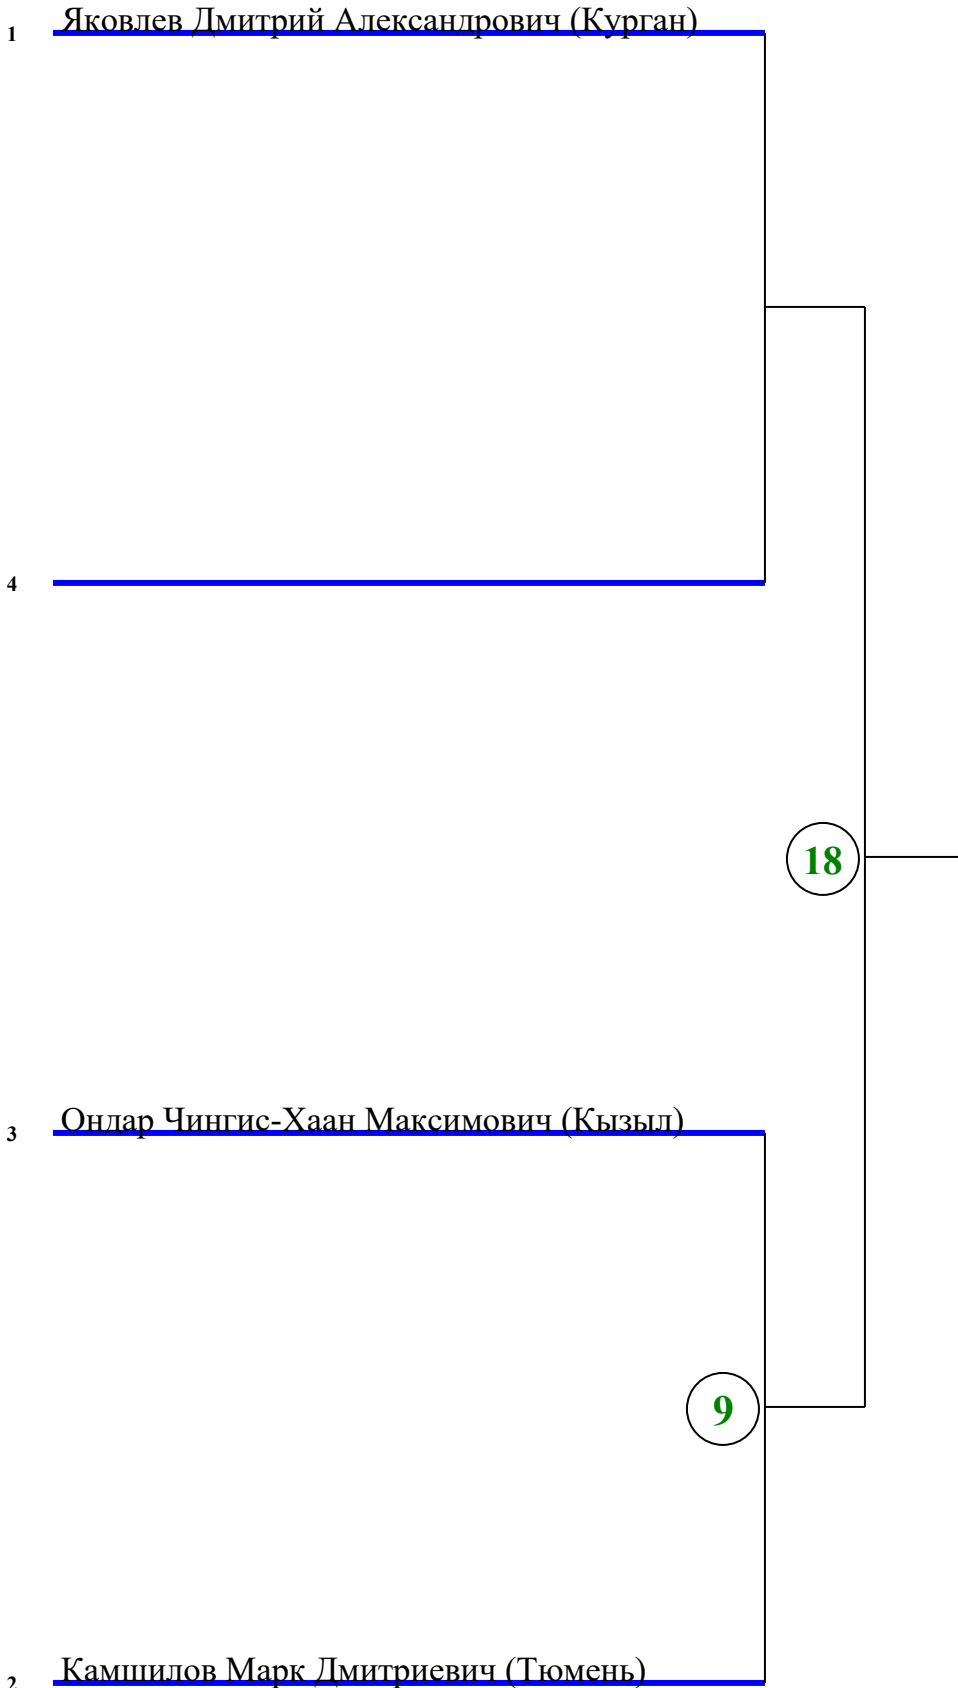 1 Яковлев Дмитрий Александрович (Курган)
4
18
3 Ондар Чингис-Хаан Максимович (Кызыл)
9
2 Камшилов Марк Дмитриевич (Тюмень)